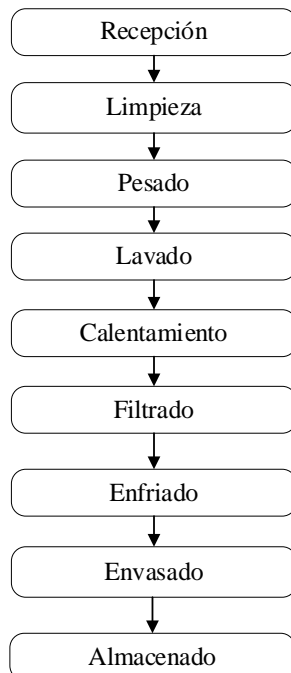 Recepción
Limpieza
Pesado
Lavado
Calentamiento
Filtrado
Enfriado
Envasado
Almacenado